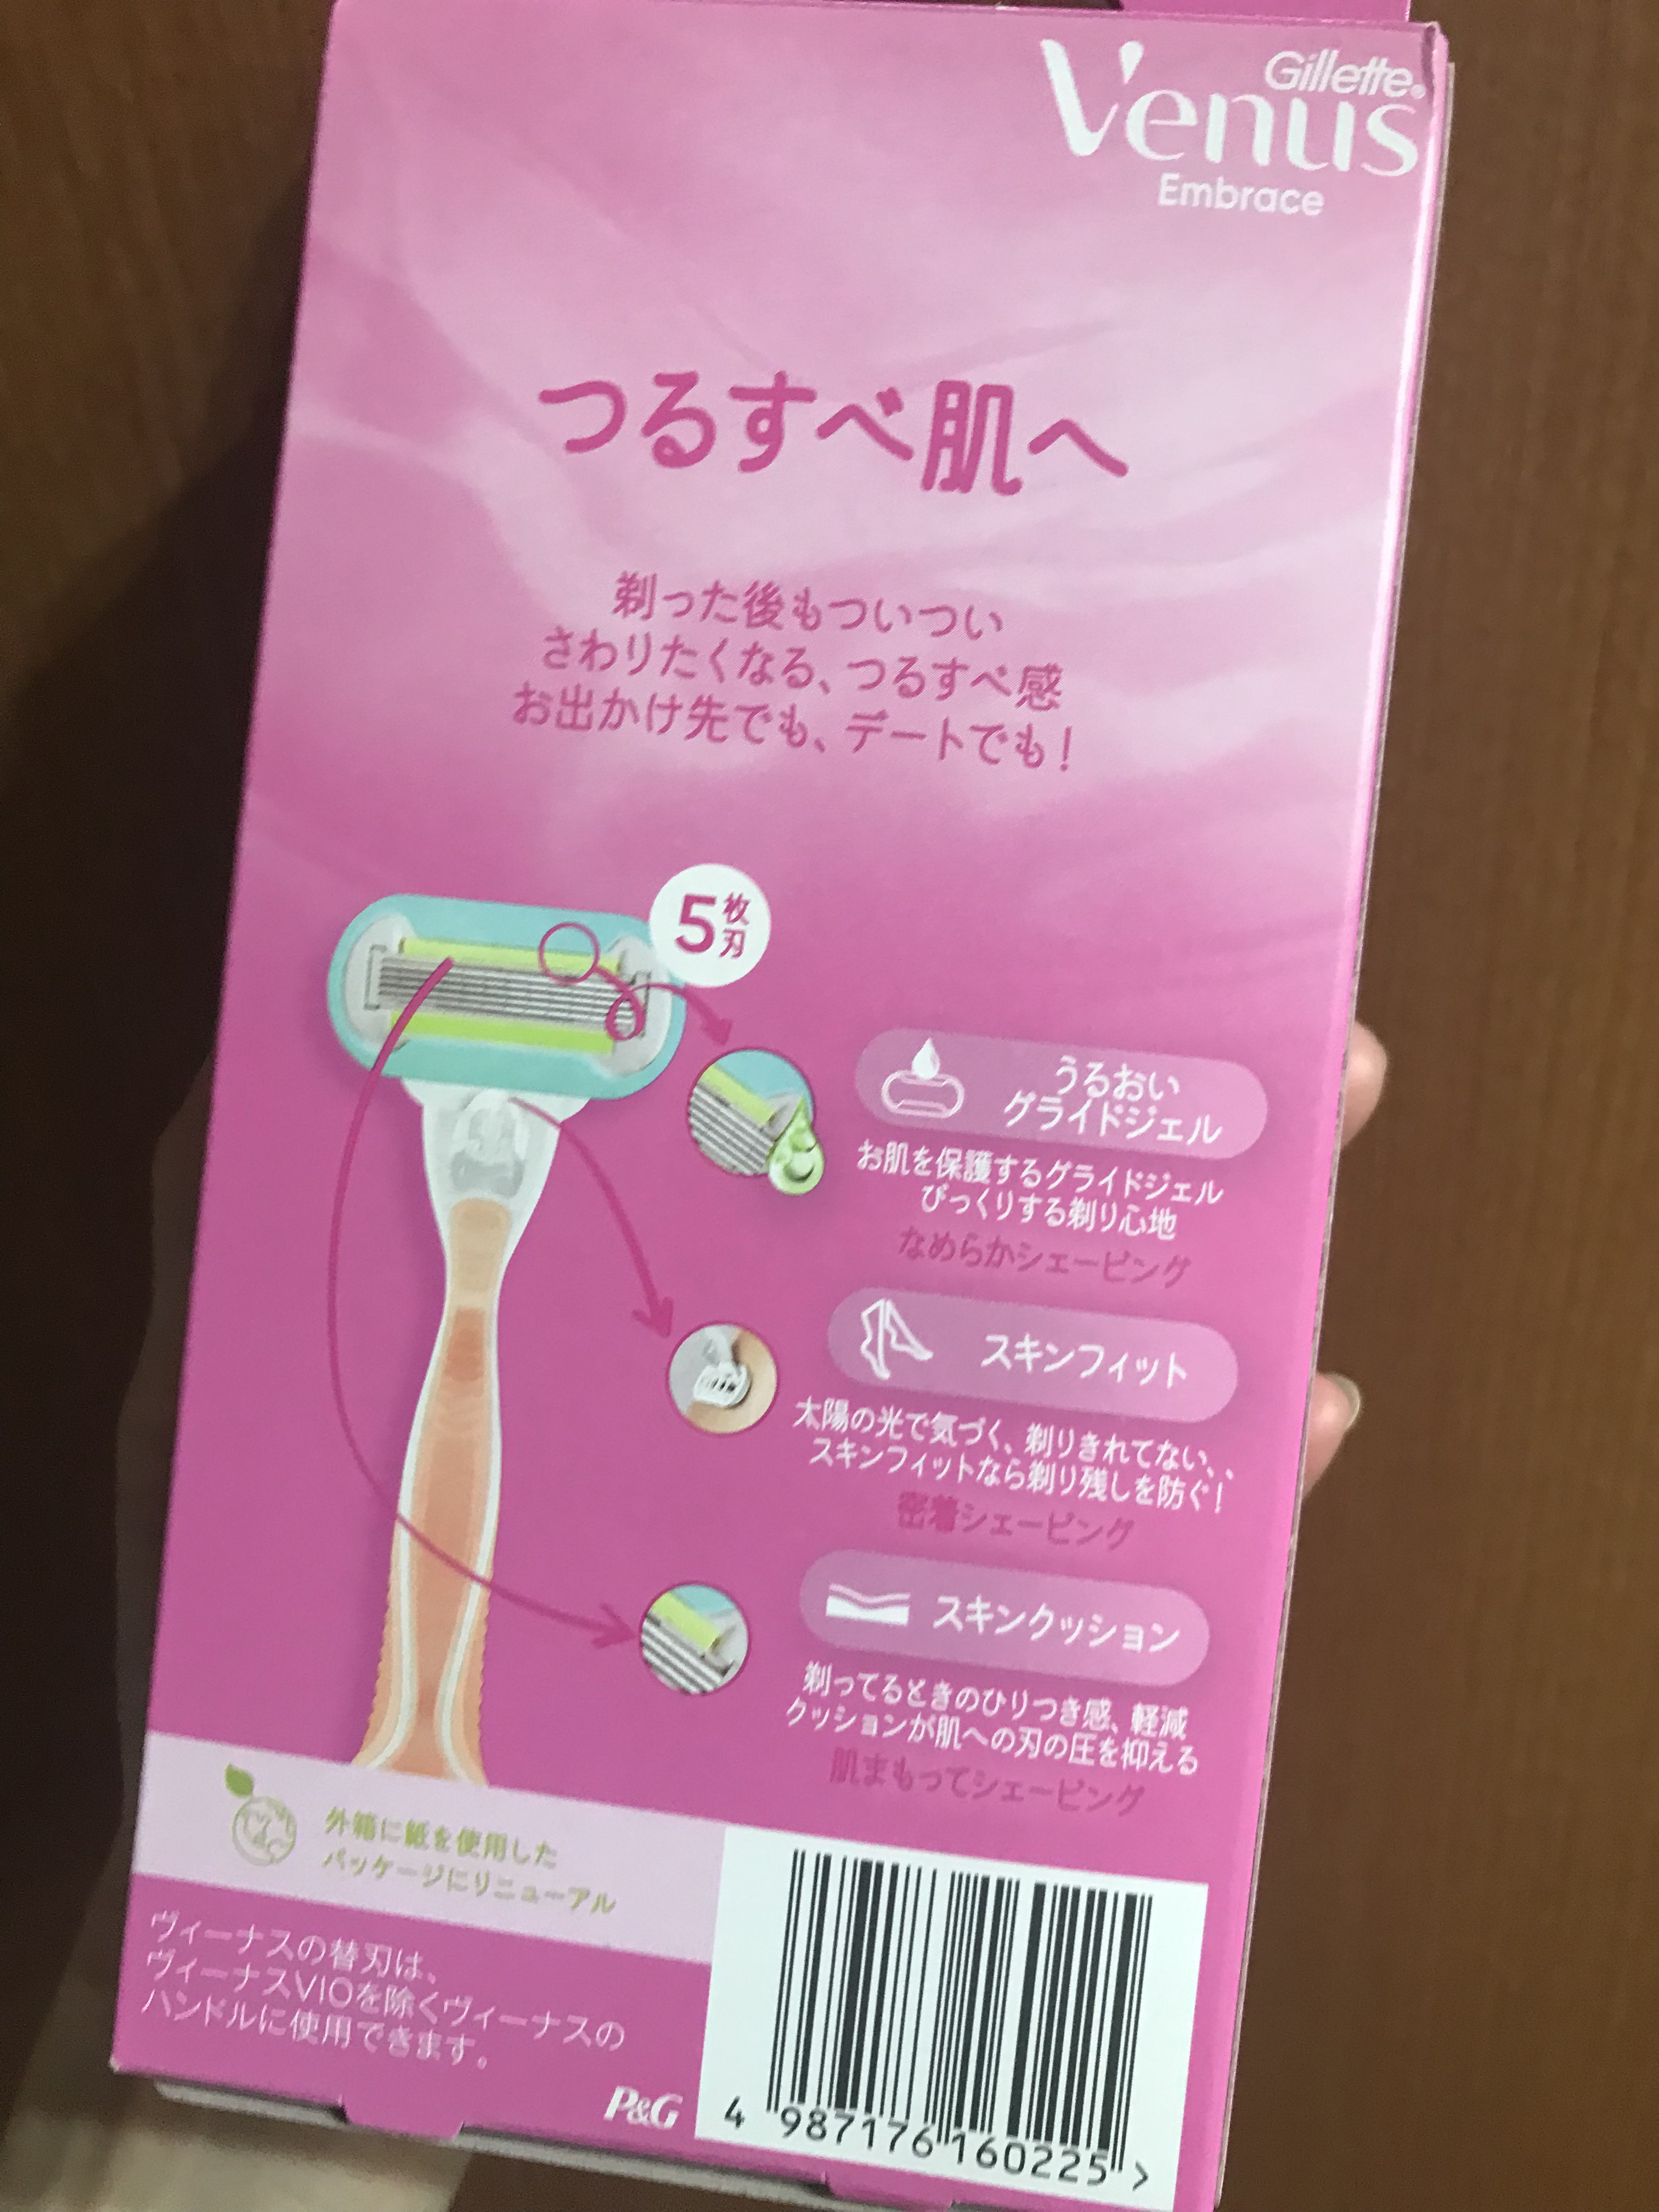 Gillette®
Venus
Embrace
つるすべ肌へ
剃った後もついつい
さわりたくなる、つるすべ感
お出かけ先でも、デートでも！
5枚刃
うるおい
グライドジェル
お肌を保護するグライドジェル
びっくりする剃り心地
なめらかシェービング
スキンフィット
太陽の光で気づく、剃りきれてない、、
スキンフィットなら剃り残しを防ぐ！
密着シェービング
スキンクッション
剃ってるときのひりつき感、軽減
クッションが肌への刃の圧を抑える
肌まもってシェービング
外箱に紙を使用した
パッケージにリニューアル
ヴィーナスの替刃は、
ヴィーナスVIOを除くヴィーナスの
ハンドルに使用できます。
P&G
4 987176 160225 >